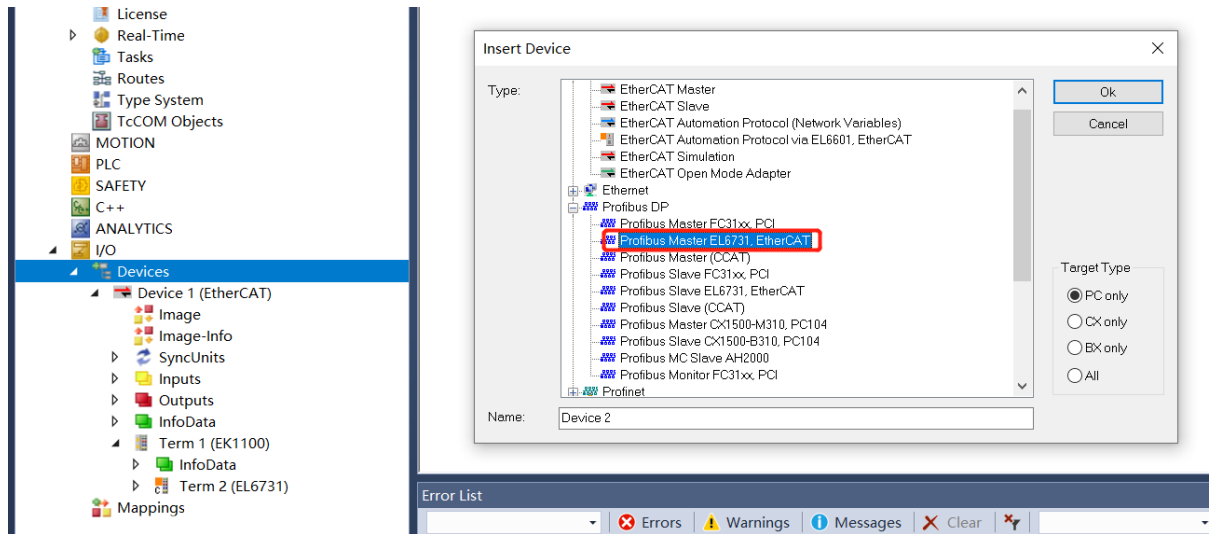 License
Real-Time
Tasks
Routes
Type System
TcCOM Objects
MOTION
PLC
SAFETY
C++
ANALYTICS
I/O
Devices
Device 1 (EtherCAT)
Image
Image-Info
SyncUnits
Inputs
Outputs
InfoData
Term 1 (EK1100)
InfoData
Term 2 (EL6731)
Mappings
Insert Device
Type:
EtherCAT Master
EtherCAT Slave
EtherCAT Automation Protocol (Network Variables)
EtherCAT Automation Protocol via EL6601, EtherCAT
EtherCAT Simulation
EtherCAT Open Mode Adapter
Ethernet
Profibus DP
Profibus Master FC31xx, PCI
Profibus Master EL6731, EtherCAT
Profibus Master (CCAT)
Profibus Slave FC31xx, PCI
Profibus Slave EL6731, EtherCAT
Profibus Slave (CCAT)
Profibus Master CX1500-M310, PC104
Profibus Slave CX1500-B310, PC104
Profibus MC Slave AH2000
Profibus Monitor FC31xx, PCI
Profinet
Ok
Cancel
Target Type
PC only
CX only
BX only
All
Name:
Device 2
Error List
Errors
Warnings
Messages
Clear